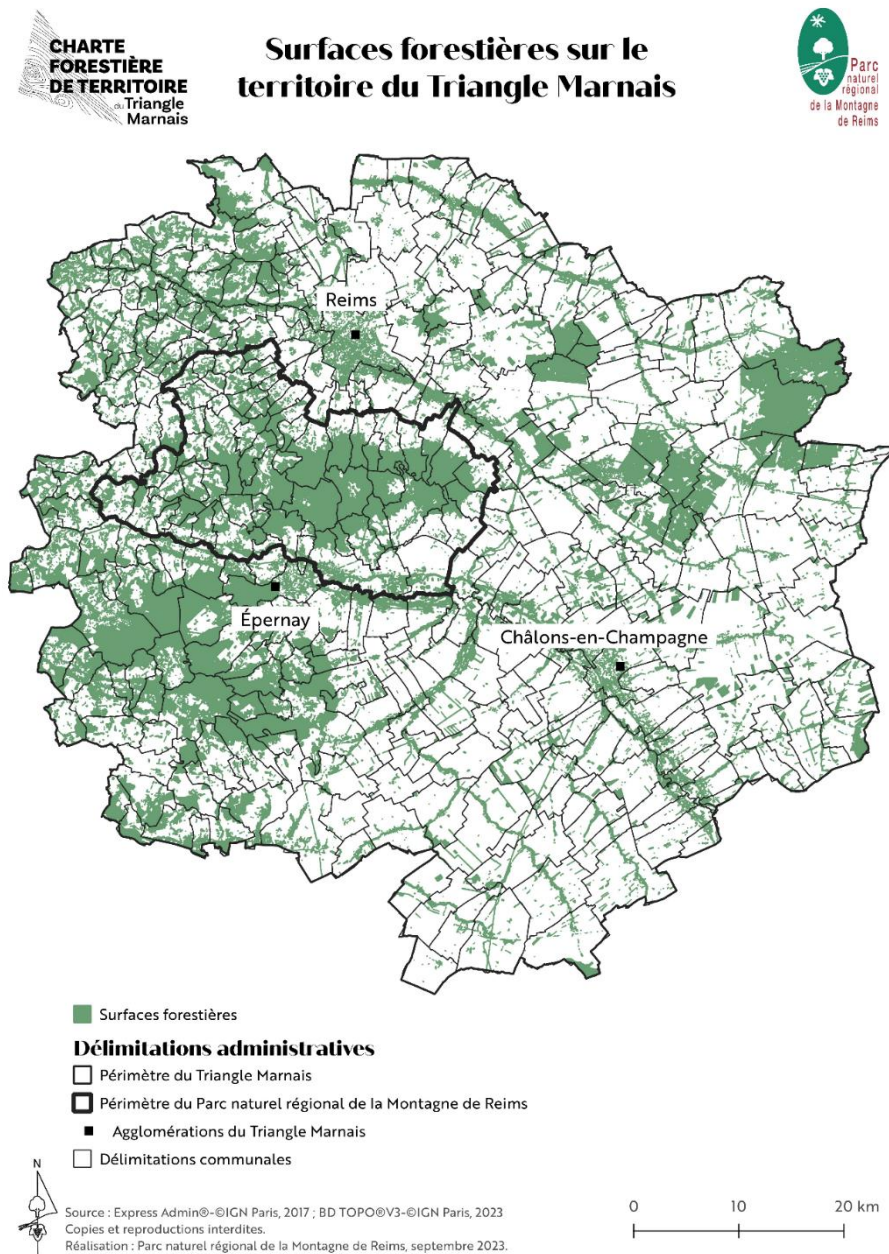 CHARTE
FORESTIÈRE
DE TERRITOIRE
du Triangle
Marnais
Surfaces forestières sur le
territoire du Triangle Marnais
Parc
naturel
régional
de la Montagne
de Reims
Reims
Épernay
Châlons-en-Champagne
Surfaces forestières
Délimitations administratives
Périmètre du Triangle Marnais
Périmètre du Parc naturel régional de la Montagne de Reims
Agglomérations du Triangle Marnais
Délimitations communales
N
Source : Express Admin®-©IGN Paris, 2017 ; BD TOPO®V3-©IGN Paris, 2023
Copies et reproductions interdites.
Réalisation : Parc naturel régional de la Montagne de Reims, septembre 2023.
0 10 20 km